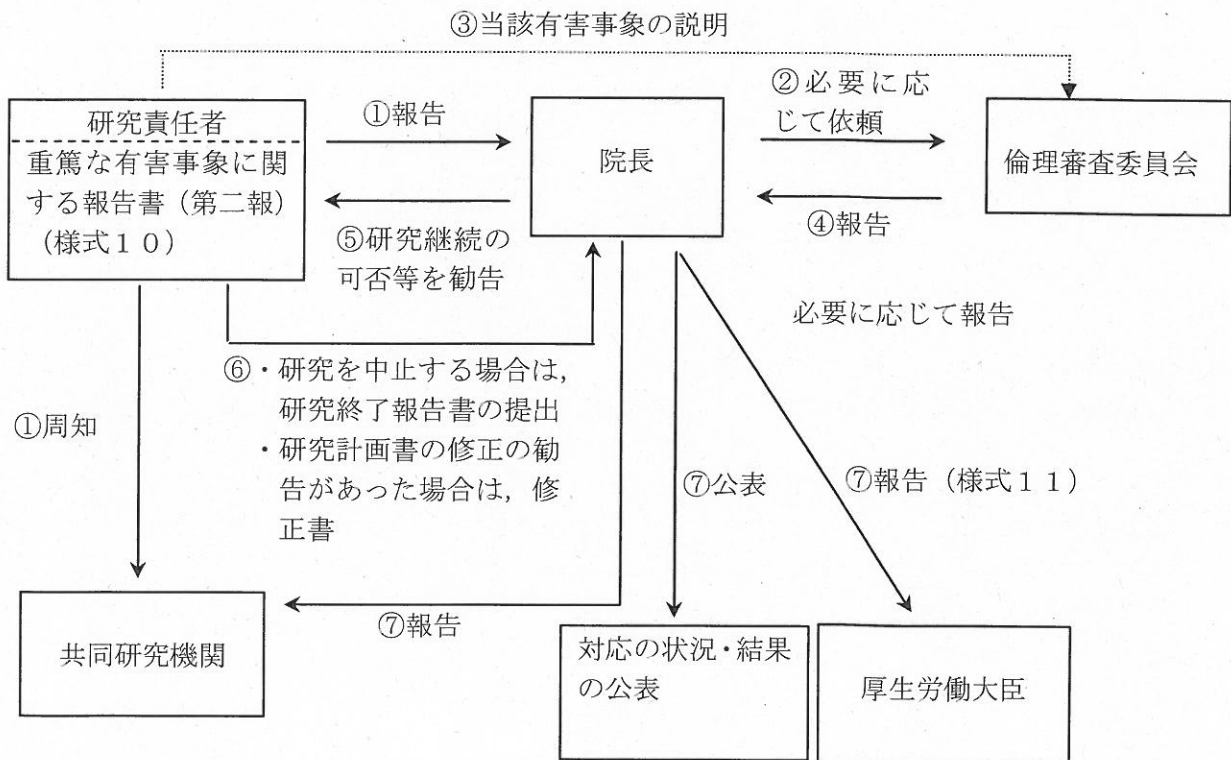 ③当該有害事象の説明
研究責任者
重篤な有害事象に関
する報告書（第二報）
（様式１０）
①報告
院長
②必要に応
じて依頼
倫理審査委員会
④報告
⑤研究継続の
可否等を勧告
必要に応じて報告
⑥・研究を中止する場合は，
研究終了報告書の提出
・研究計画書の修正の勧
告があった場合は，修
正書
①周知
⑦公表
⑦報告（様式１１）
⑦報告
共同研究機関
対応の状況・結果
の公表
厚生労働大臣